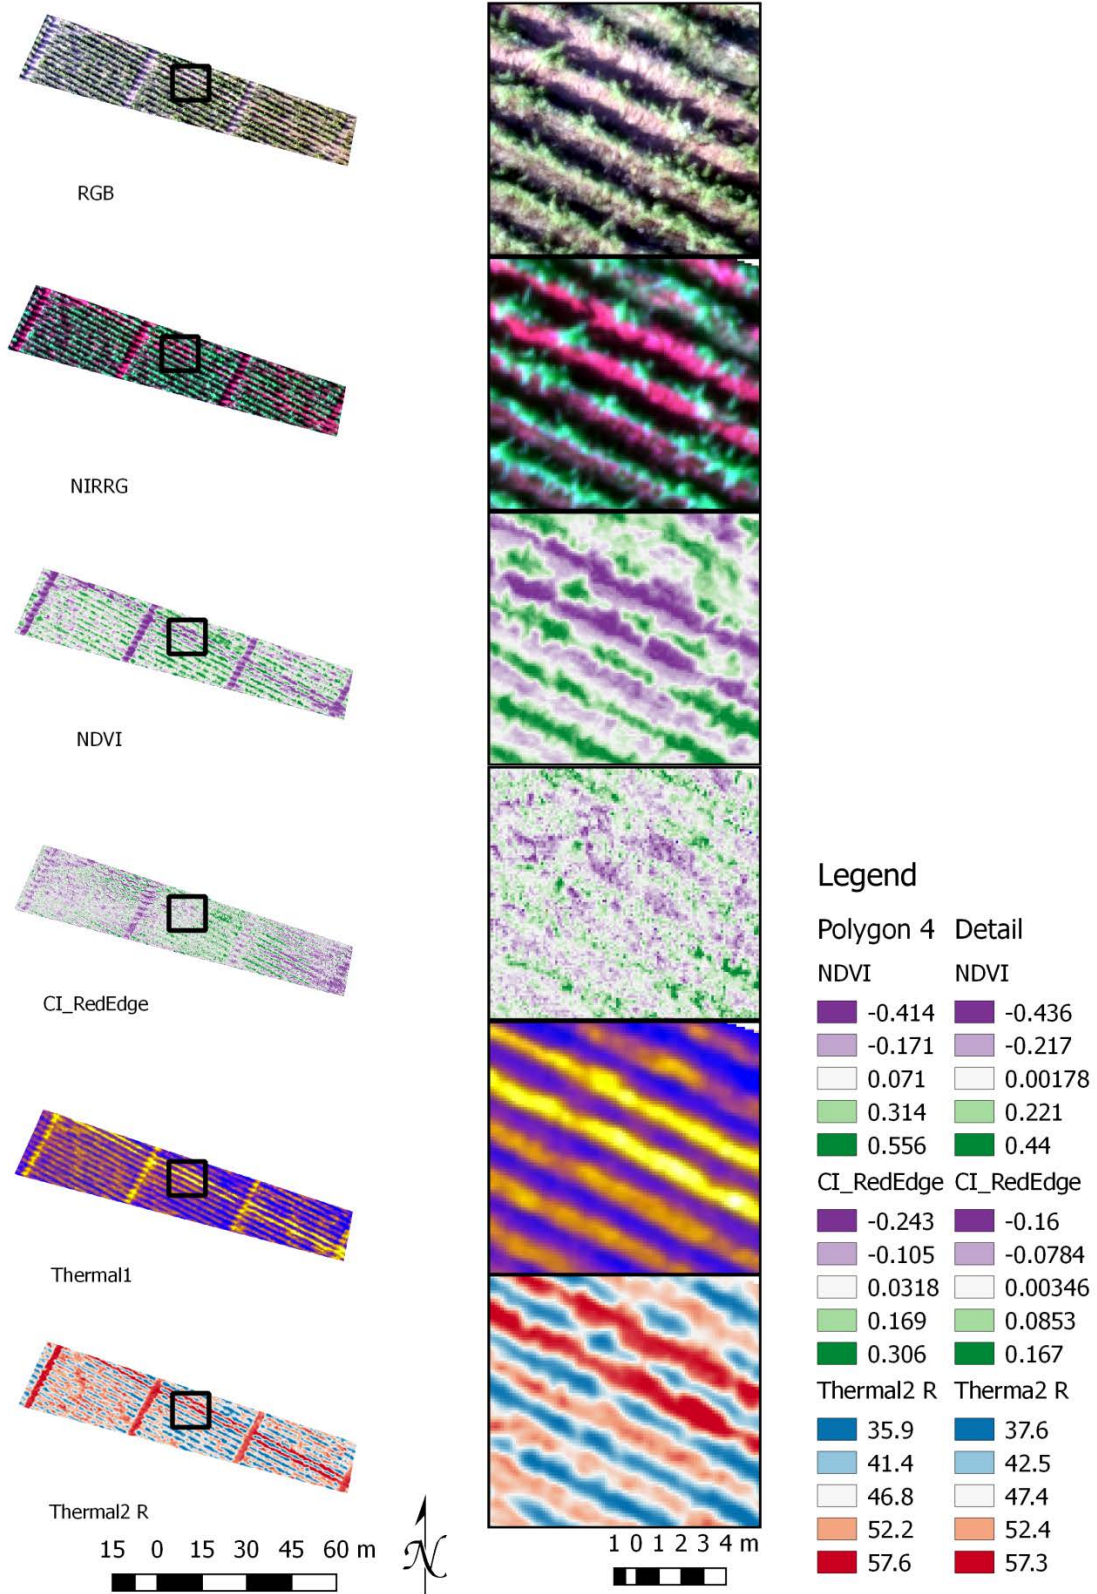 RGB
NIRRG
NDVI
CI_RedEdge
Thermal1
Thermal2 R
15 0 15 30 45 60 m
N
1 0 1 2 3 4 m
Legend
Polygon 4 Detail
NDVI NDVI
-0.414 -0.436
-0.171 -0.217
0.071 0.00178
0.314 0.221
0.556 0.44
CI_RedEdge CI_RedEdge
-0.243 -0.16
-0.105 -0.0784
0.0318 0.00346
0.169 0.0853
0.306 0.167
Thermal2 R Therma2 R
35.9 37.6
41.4 42.5
46.8 47.4
52.2 52.4
57.6 57.3